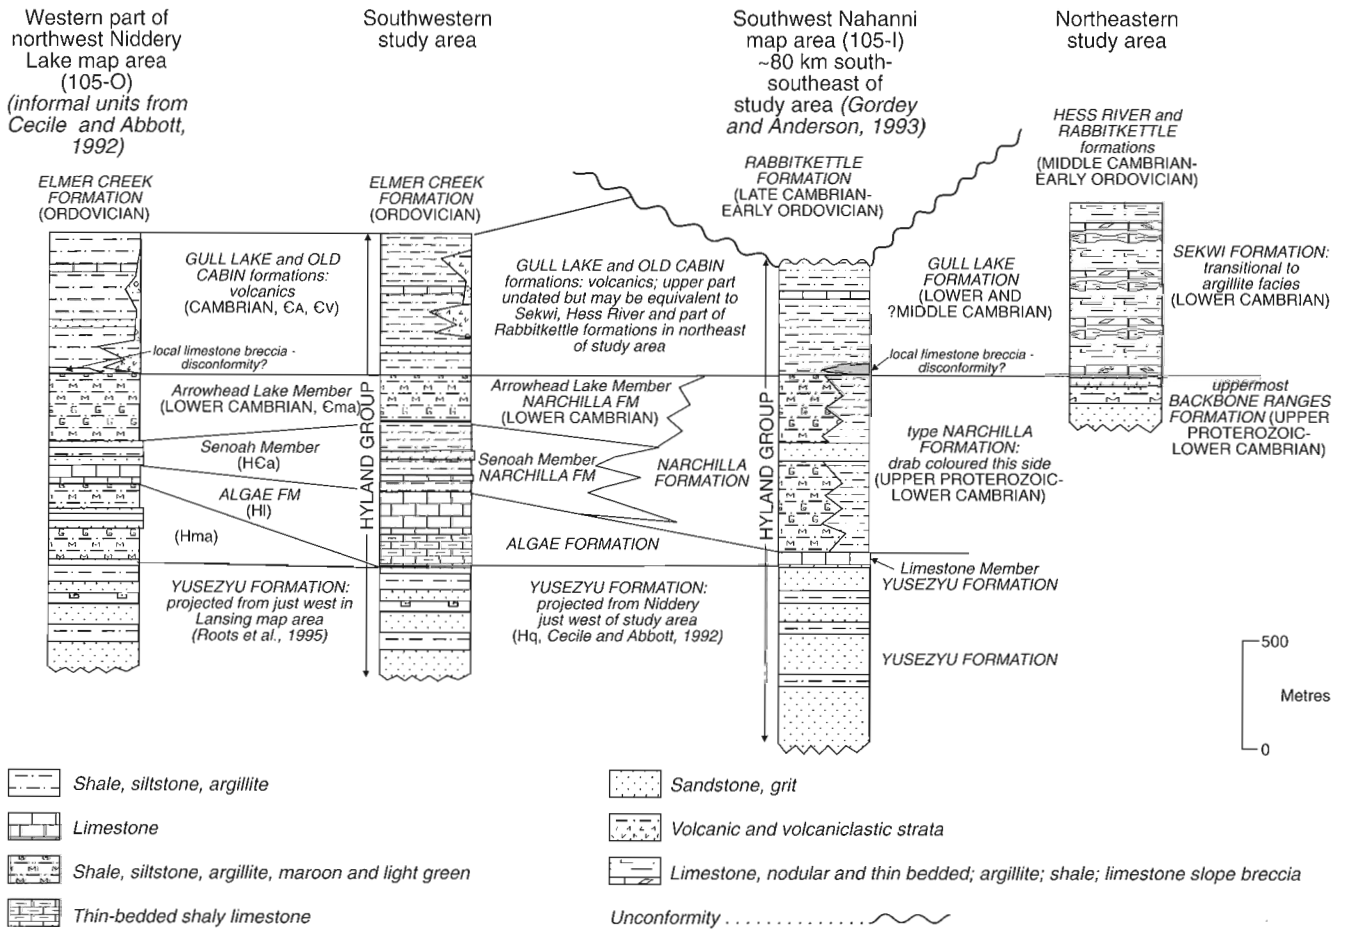 Western part of
northwest Niddery
Lake map area
(105-O)
(informal units from
Cecile and Abbott,
1992)
Southwestern
study area
Southwest Nahanni
map area (105-I)
~80 km south-
southeast of
study area (Gordey
and Anderson, 1993)
Northeastern
study area
ELMER CREEK
FORMATION
(ORDOVICIAN)
ELMER CREEK
FORMATION
(ORDOVICIAN)
RABBITKETTLE
FORMATION
(LATE CAMBRIAN-
EARLY ORDOVICIAN)
HESS RIVER and
RABBITKETTLE
formations
(MIDDLE CAMBRIAN-
EARLY ORDOVICIAN)
GULL LAKE and OLD
CABIN formations:
volcanics
(CAMBRIAN, ЄA, ЄV)
local limestone breccia -
disconformity?
Arrowhead Lake Member
(LOWER CAMBRIAN, Єma)
Senoah Member
(HЄa)
ALGAE FM
(Hl)
(Hma)
YUSEZYU FORMATION:
projected from just west in
Lansing map area
(Roots et al., 1995)
HYLAND GROUP
GULL LAKE and OLD CABIN
formations: volcanics; upper part
undated but may be equivalent to
Sekwi, Hess River and part of
Rabbitkettle formations in northeast
of study area
Arrowhead Lake Member
NARCHILLA FM
(LOWER CAMBRIAN)
Senoah Member
NARCHILLA FM
NARCHILLA
FORMATION
ALGAE FORMATION
YUSEZYU FORMATION:
projected from Niddery
just west of study area
(Hq, Cecile and Abbott, 1992)
HYLAND GROUP
GULL LAKE
FORMATION
(LOWER AND
?MIDDLE CAMBRIAN)
local limestone breccia -
disconformity?
type NARCHILLA
FORMATION:
drab coloured this side
(UPPER PROTEROZOIC-
LOWER CAMBRIAN)
Limestone Member
YUSEZYU FORMATION
YUSEZYU FORMATION
SEKWI FORMATION:
transitional to
argillite facies
(LOWER CAMBRIAN)
uppermost
BACKBONE RANGES
FORMATION (UPPER
PROTEROZOIC-
LOWER CAMBRIAN)
500
Metres
0
Shale, siltstone, argillite
Limestone
Shale, siltstone, argillite, maroon and light green
Thin-bedded shaly limestone
Sandstone, grit
Volcanic and volcaniclastic strata
Limestone, nodular and thin bedded; argillite; shale; limestone slope breccia
Unconformity . . . . . . . . . . . . . .